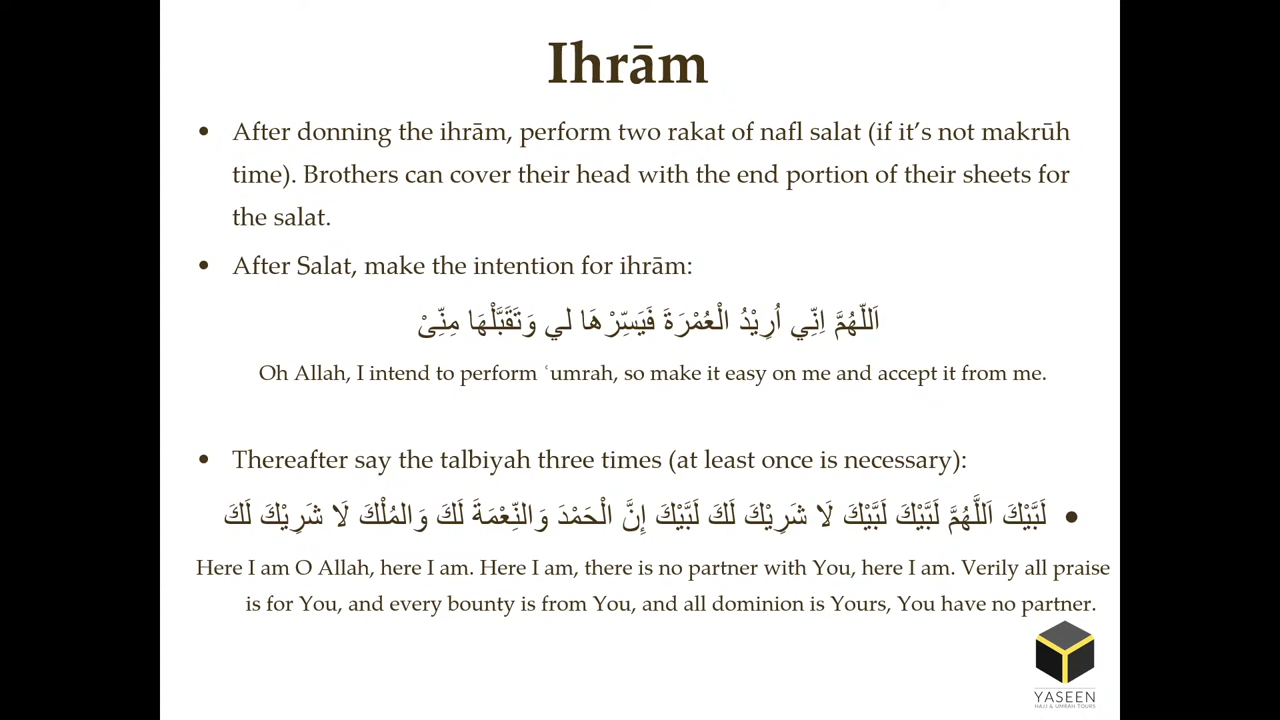 Ihrām
• After donning the ihrām, perform two rakat of nafl salat (if it’s not makrūh
time). Brothers can cover their head with the end portion of their sheets for
the salat.
• After Salat, make the intention for ihrām:
اَللّٰهُمَّ اِنِّي اُرِيْدُ الْعُمْرَةَ فَيَسِّرْهَا لي وَتَقَبَّلْهَا مِنِّىْ
Oh Allah, I intend to perform ʿumrah, so make it easy on me and accept it from me.
• Thereafter say the talbiyah three times (at least once is necessary):
• لَبَّيْكَ اَللَّهُمَّ لَبَّيْكَ لَبَّيْكَ لَا شَرِيْكَ لَكَ لَبَّيْكَ إِنَّ الْحَمْدَ وَالنِّعْمَةَ لَكَ وَالمُلْكَ لَا شَرِيْكَ لَكَ
Here I am O Allah, here I am. Here I am, there is no partner with You, here I am. Verily all praise
is for You, and every bounty is from You, and all dominion is Yours, You have no partner.
YASEEN
HAJJ & UMRAH TOURS